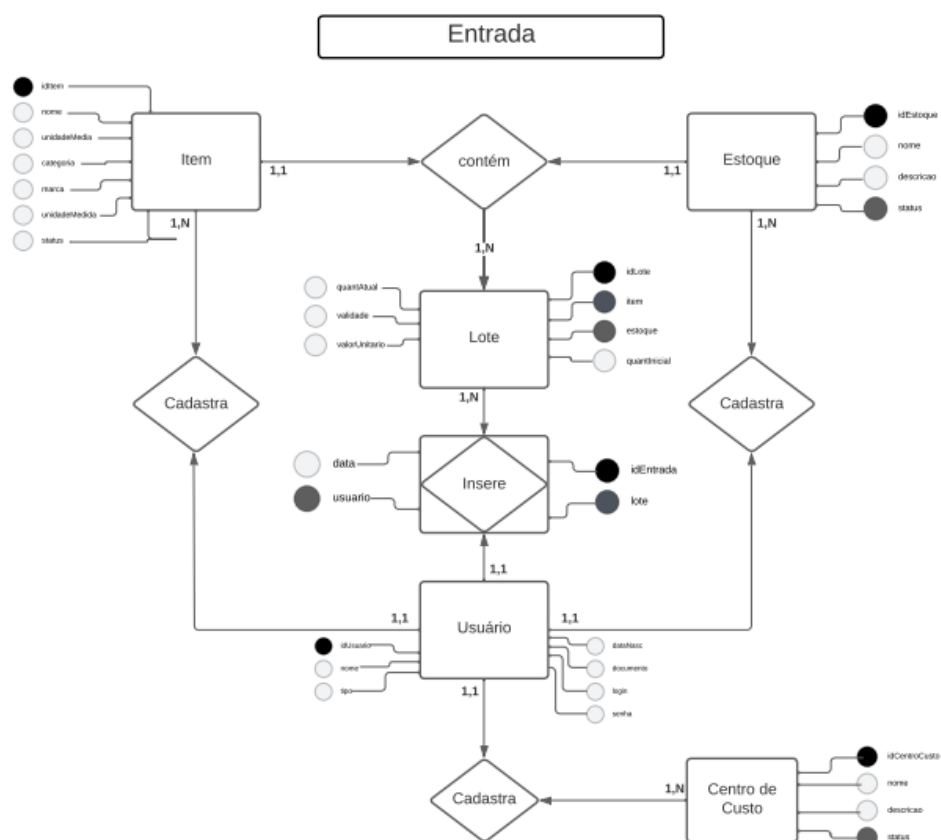 Entrada
idItem
nome
unidadeMedia
categoria
marca
unidadeMedida
status
Item
1,1
contém
Estoque
1,1
idEstoque
nome
descricao
status
1,N
1,N
1,N
quantAtual
validade
valorUnitario
Lote
idLote
item
estoque
quantInicial
Cadastra
1,N
Cadastra
data
usuario
Insere
idEntrada
lote
1,1
1,1
1,1
Usuário
idUsuario
nome
tipo
dataNasc
documento
login
senha
1,1
Cadastra
1,N
Centro de
Custo
idCentroCusto
nome
descricao
status